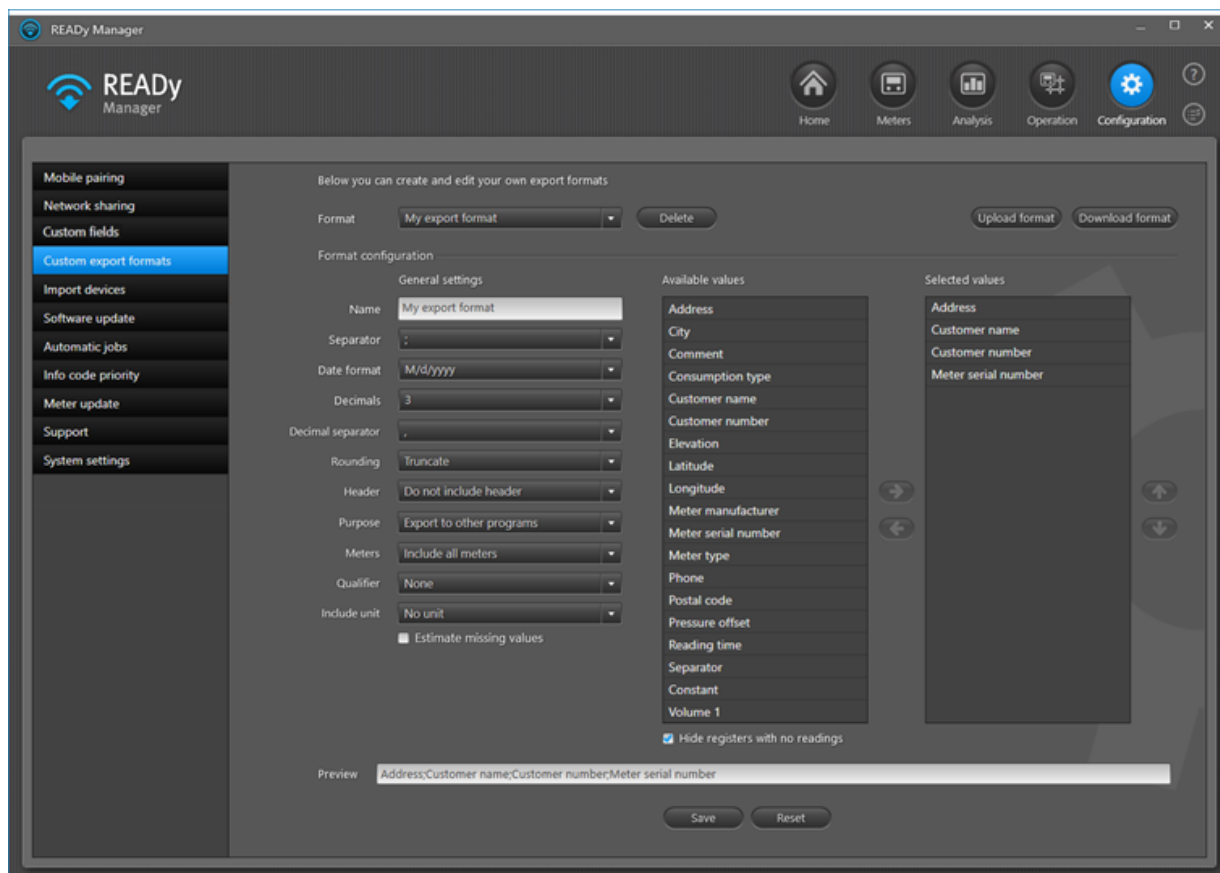 READy Manager
READy
Manager
Home
Meters
Analysis
Operation
Configuration
Mobile pairing
Network sharing
Custom fields
Custom export formats
Import devices
Software update
Automatic jobs
Info code priority
Meter update
Support
System settings
Below you can create and edit your own export formats
Format My export format Delete Upload format Download format
Format configuration
General settings
Name My export format
Separator ;
Date format M/d/yyyy
Decimals 3
Decimal separator ,
Rounding Truncate
Header Do not include header
Purpose Export to other programs
Meters Include all meters
Qualifier None
Include unit No unit
Estimate missing values
Available values
Address
City
Comment
Consumption type
Customer name
Customer number
Elevation
Latitude
Longitude
Meter manufacturer
Meter serial number
Meter type
Phone
Postal code
Pressure offset
Reading time
Separator
Constant
Volume 1
Hide registers with no readings
Selected values
Address
Customer name
Customer number
Meter serial number
Preview Address;Customer name;Customer number;Meter serial number
Save Reset